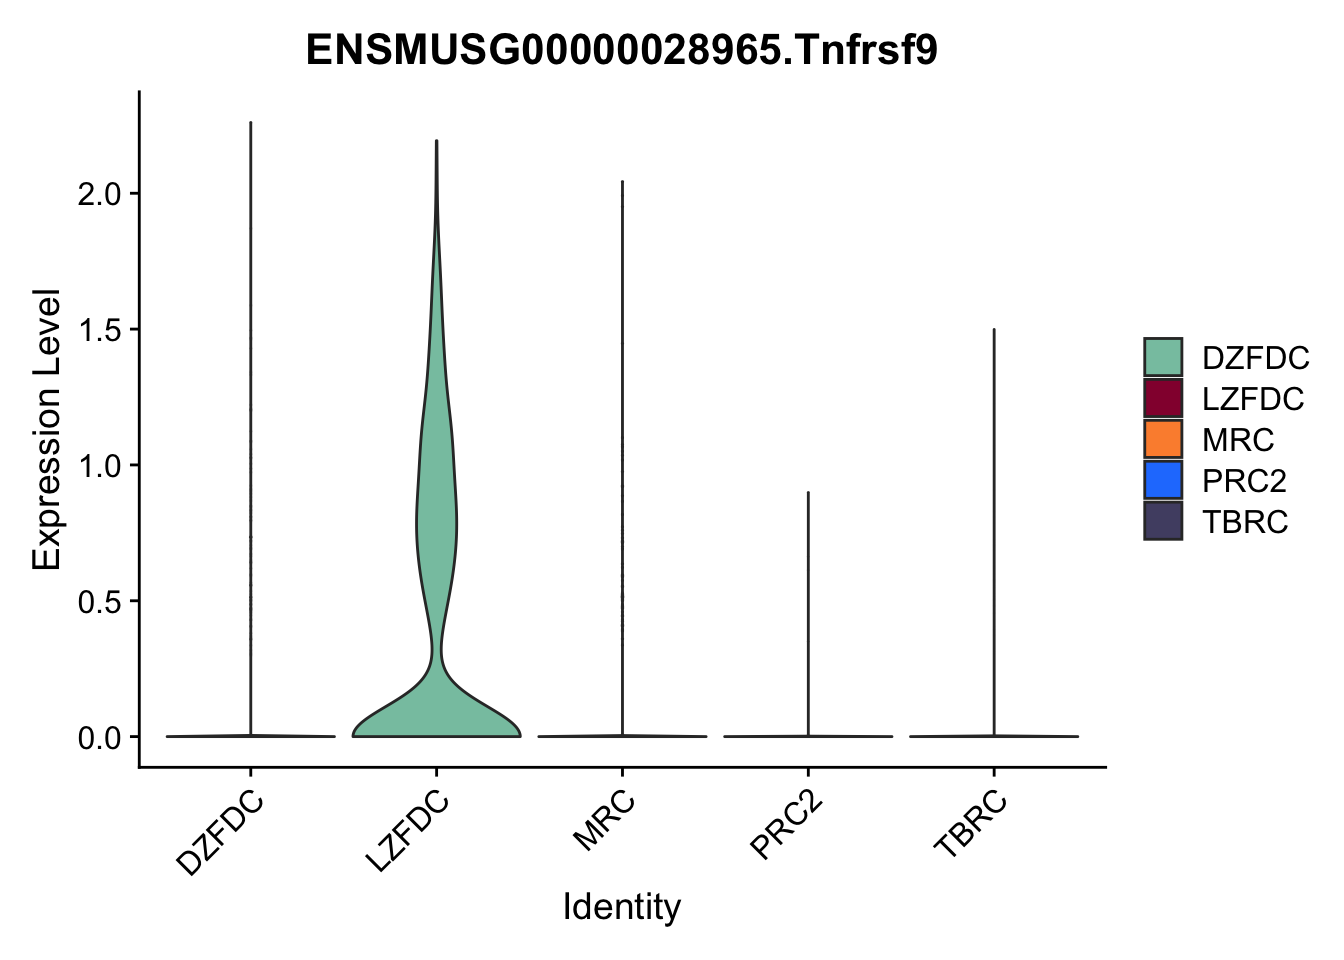 ENSMUSG00000028965.Tnfrsf9
Expression Level
2.0
1.5
1.0
0.5
0.0
DZFDC
LZFDC
MRC
PRC2
TBRC
Identity
DZFDC
LZFDC
MRC
PRC2
TBRC